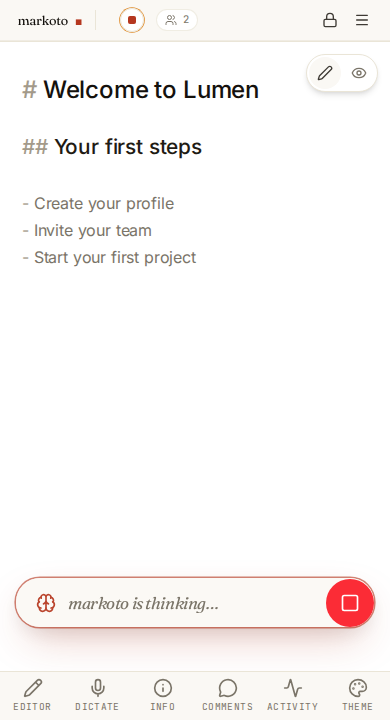 markoto
2
# Welcome to Lumen
## Your first steps
- Create your profile
- Invite your team
- Start your first project
markoto is thinking...
EDITOR DICTATE INFO COMMENTS ACTIVITY THEME